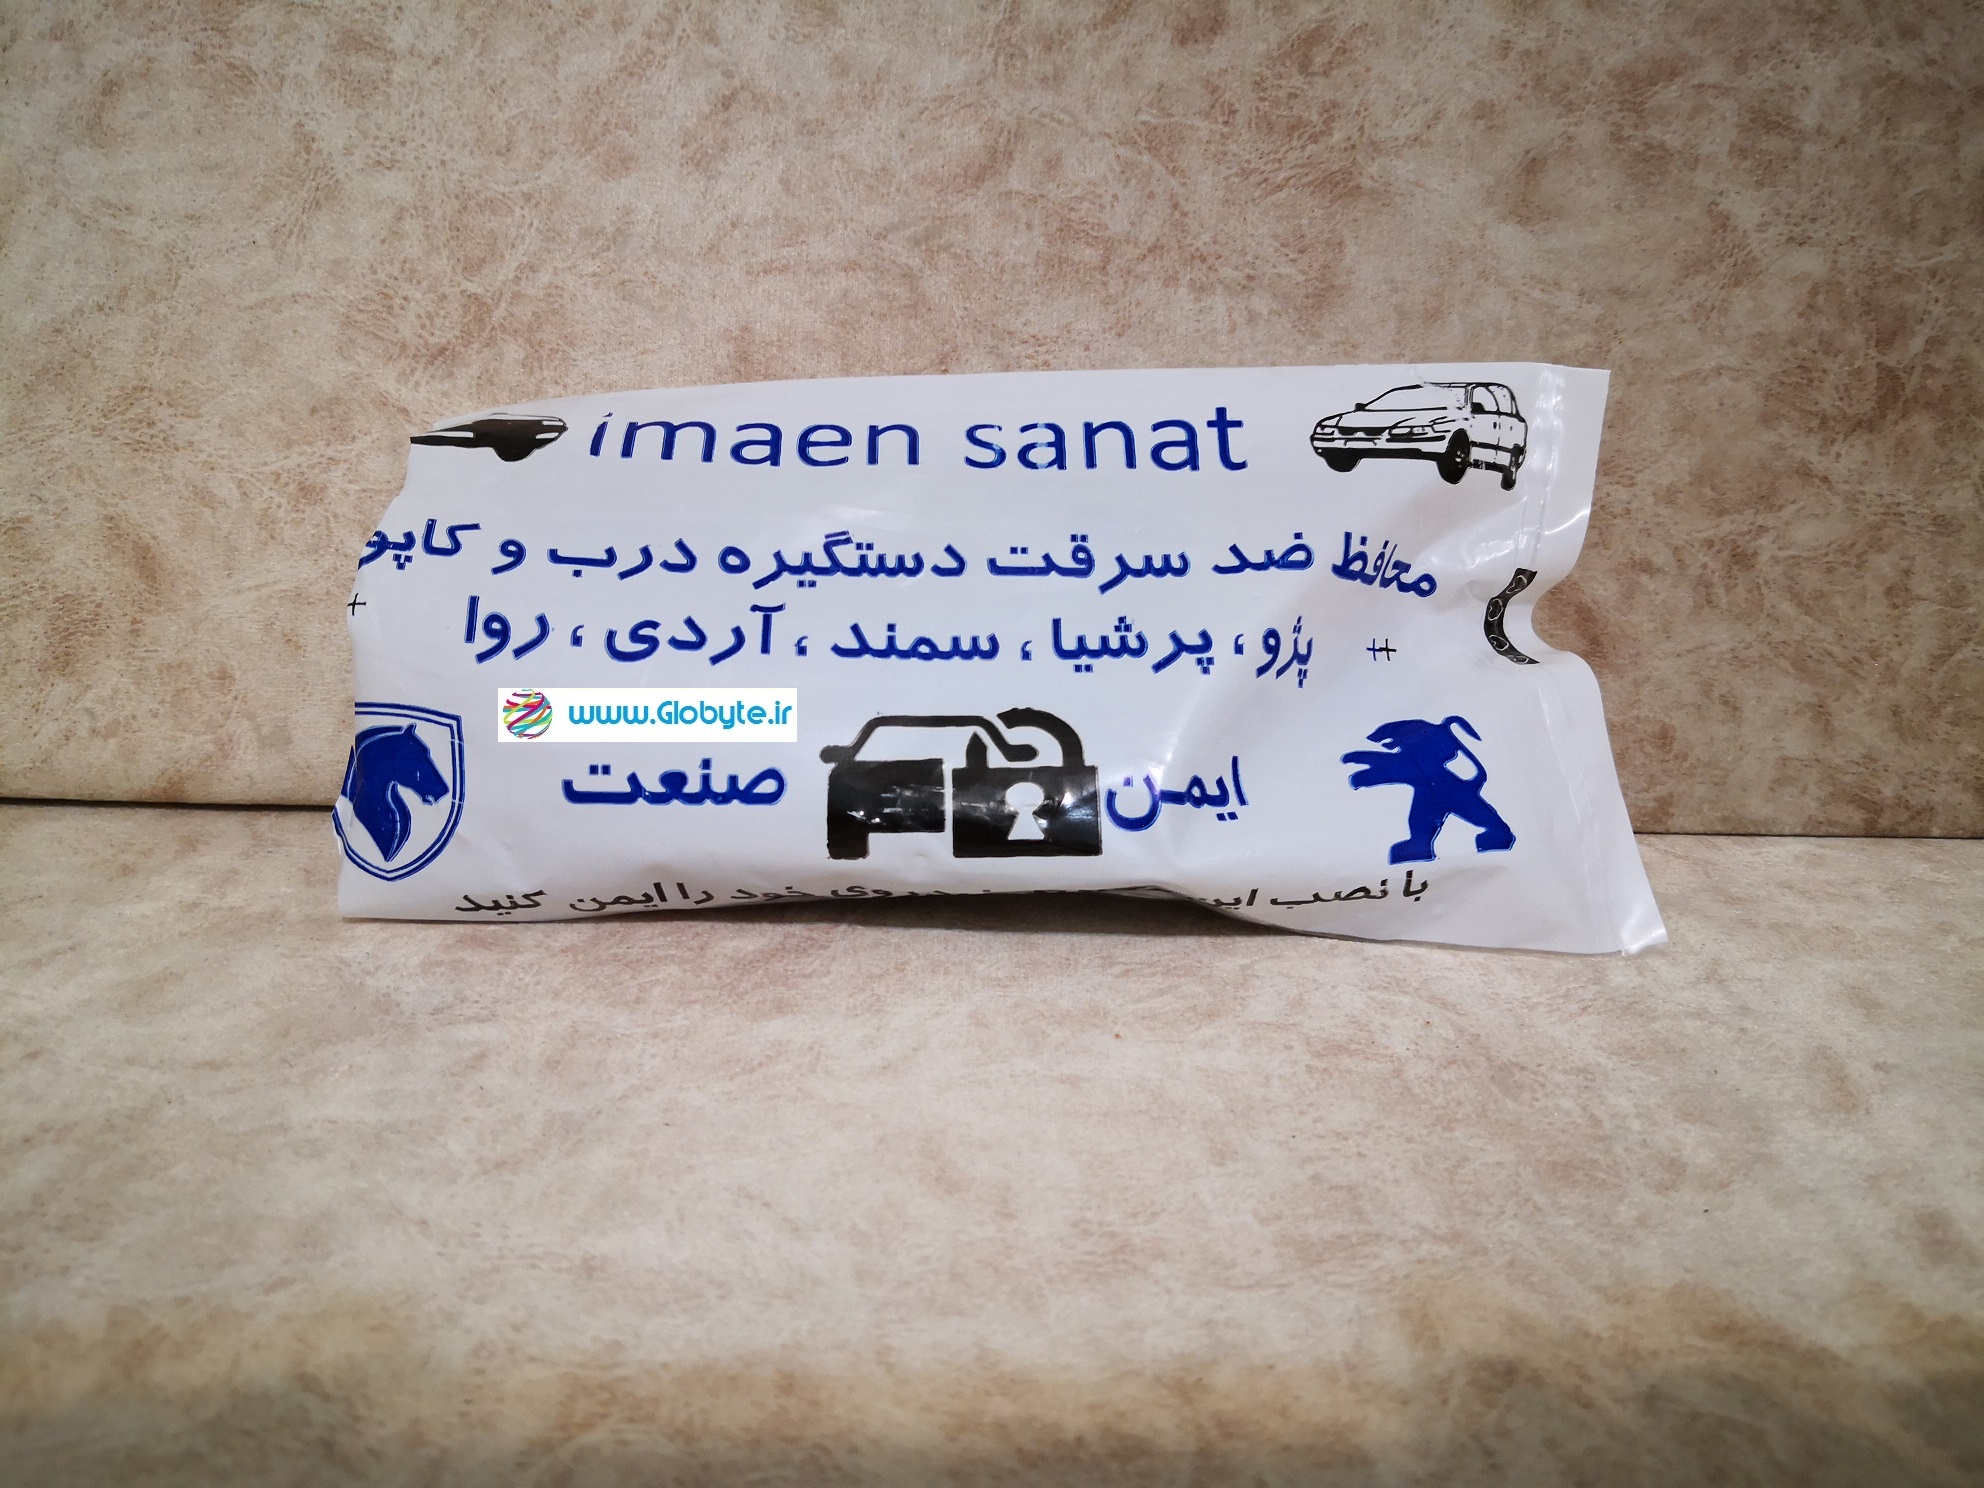 imaen sanat
محافظ ضد سرقت دستگیره درب و کاپو
پژو ، پرشیا ، سمند ، آردی ، روا
www.Globyte.ir
ایمن صنعت
با نصب این خود را ایمن کنید